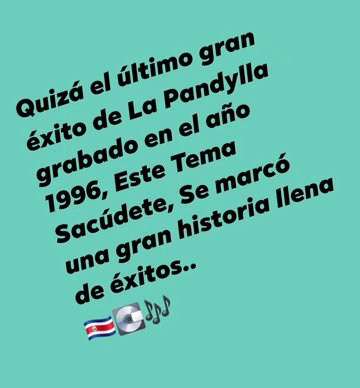 Quizá el último gran
éxito de La Pandylla
grabado en el año
1996, Este Tema
Sacúdete, Se marcó
una gran historia llena
de éxitos..
🇨🇷💽🎶